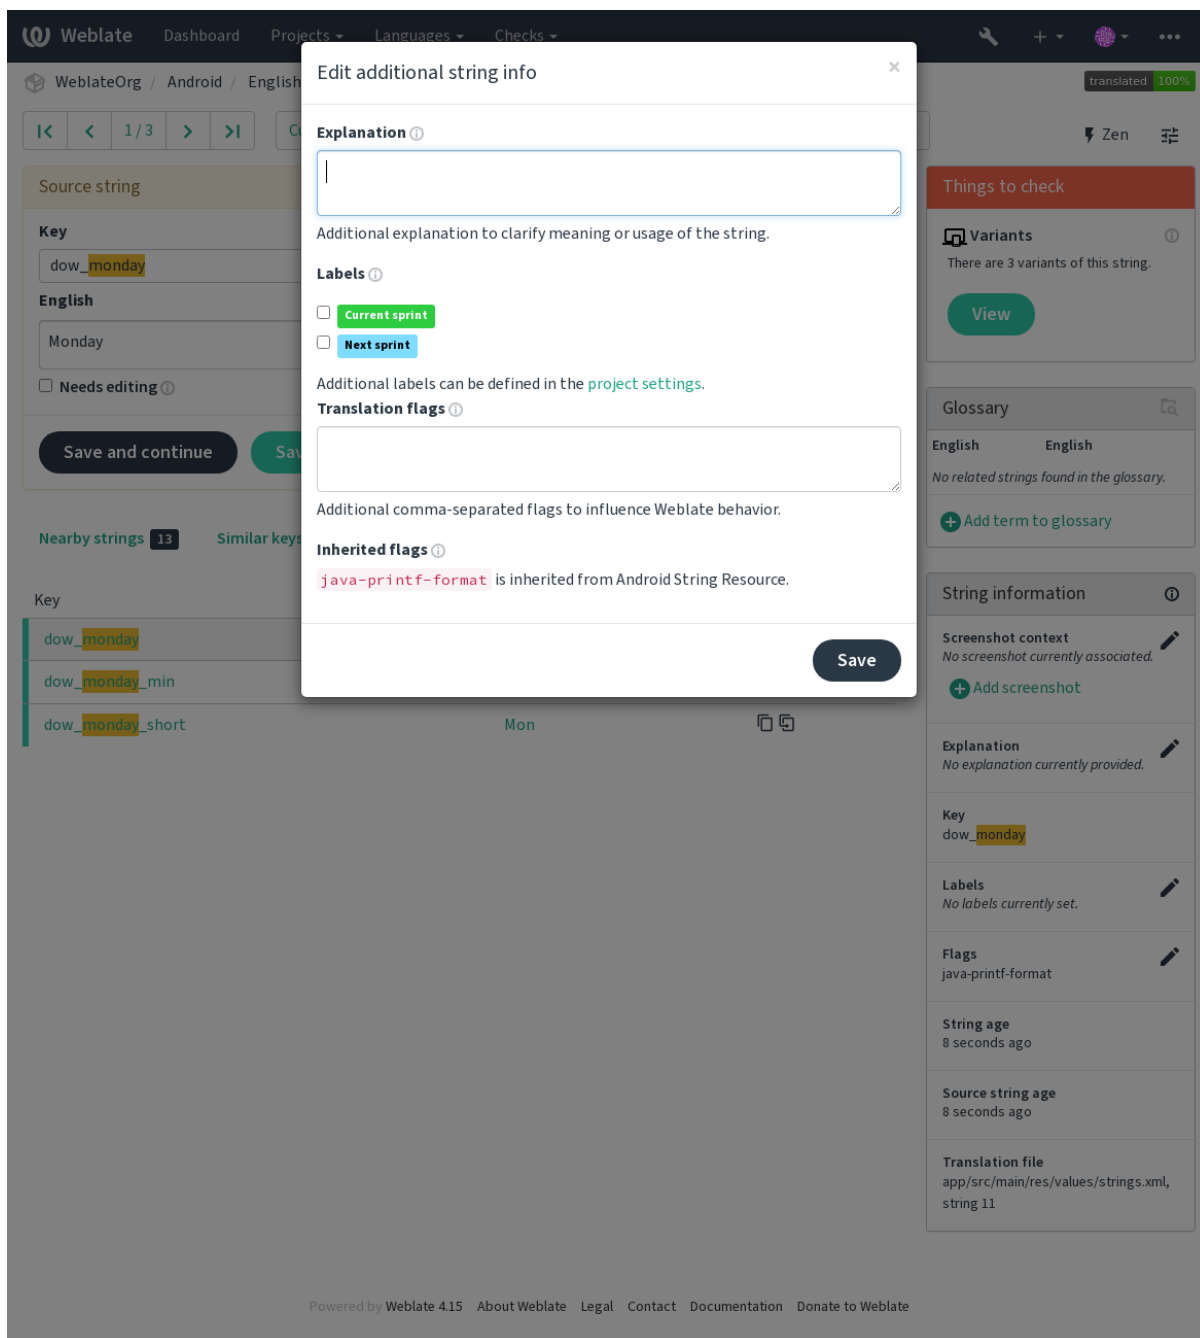 Weblate Dashboard Projects Languages Checks
WeblateOrg / Android / English
translated 100%
1 / 3
Zen
Edit additional string info
×
Explanation
Additional explanation to clarify meaning or usage of the string.
Labels
Current sprint
Next sprint
Additional labels can be defined in the project settings.
Translation flags
Additional comma-separated flags to influence Weblate behavior.
Inherited flags
java-printf-format is inherited from Android String Resource.
Save
Source string
Key
dow_monday
English
Monday
Needs editing
Save and continue
Nearby strings 13 Similar keys
Key
dow_monday
dow_monday_min
dow_monday_short Mon
Things to check
Variants
There are 3 variants of this string.
View
Glossary
English English
No related strings found in the glossary.
Add term to glossary
String information
Screenshot context
No screenshot currently associated.
Add screenshot
Explanation
No explanation currently provided.
Key
dow_monday
Labels
No labels currently set.
Flags
java-printf-format
String age
8 seconds ago
Source string age
8 seconds ago
Translation file
app/src/main/res/values/strings.xml,
string 11
Powered by Weblate 4.15 About Weblate Legal Contact Documentation Donate to Weblate